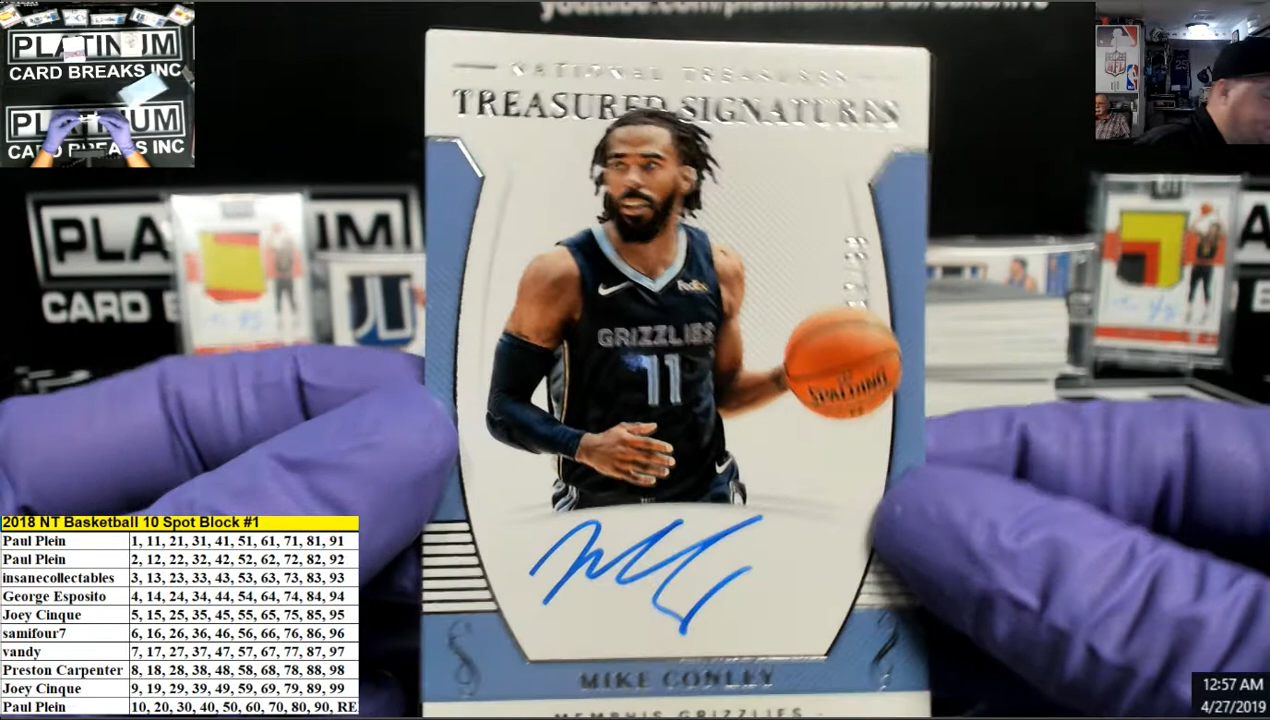 PLATINUM
CARD BREAKS INC
PLATINUM
CARD BREAKS INC
NATIONAL TREASURES
TREASURED SIGNATURES
NFL
25
PLA
UM
CARD
FedEx
GRIZZLIES
11
SPALDING
MIKE CONLEY
MEMPHIS GRIZZLIES
2018 NT Basketball 10 Spot Block #1
Paul Plein 1, 11, 21, 31, 41, 51, 61, 71, 81, 91
Paul Plein 2, 12, 22, 32, 42, 52, 62, 72, 82, 92
insanecollectables 3, 13, 23, 33, 43, 53, 63, 73, 83, 93
George Esposito 4, 14, 24, 34, 44, 54, 64, 74, 84, 94
Joey Cinque 5, 15, 25, 35, 45, 55, 65, 75, 85, 95
samifour7 6, 16, 26, 36, 46, 56, 66, 76, 86, 96
vandy 7, 17, 27, 37, 47, 57, 67, 77, 87, 97
Preston Carpenter 8, 18, 28, 38, 48, 58, 68, 78, 88, 98
Joey Cinque 9, 19, 29, 39, 49, 59, 69, 79, 89, 99
Paul Plein 10, 20, 30, 40, 50, 60, 70, 80, 90, RE
12:57 AM
4/27/2019